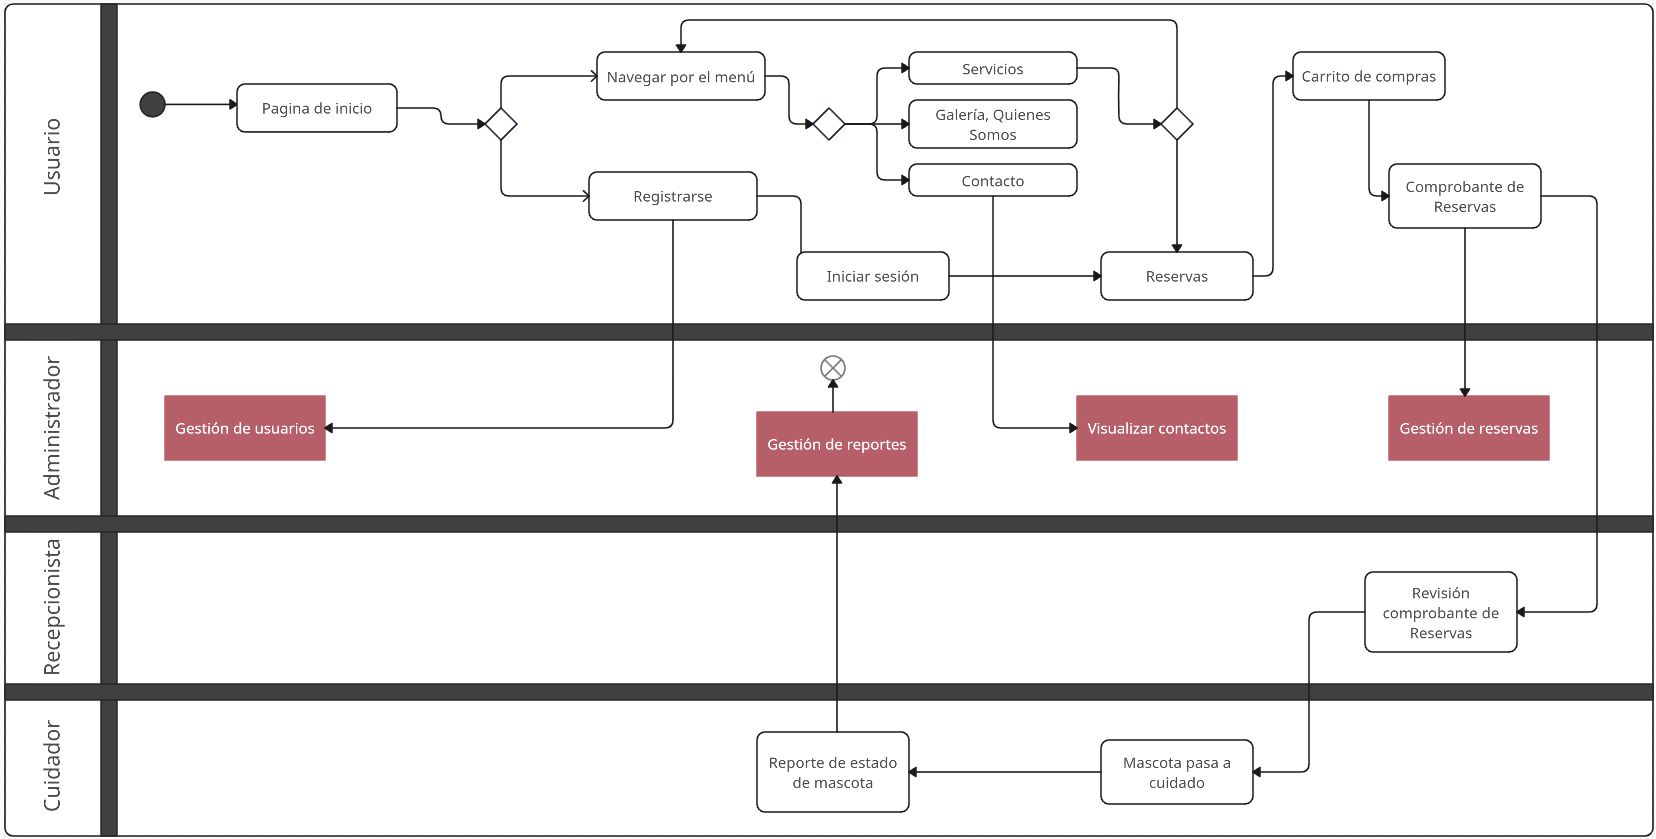 Usuario
Pagina de inicio
Navegar por el menú
Registrarse
Iniciar sesión
Servicios
Galería, Quienes
Somos
Contacto
Reservas
Carrito de compras
Comprobante de
Reservas
Administrador
Gestión de usuarios
Gestión de reportes
Visualizar contactos
Gestión de reservas
Recepcionista
Revisión
comprobante de
Reservas
Cuidador
Reporte de estado
de mascota
Mascota pasa a
cuidado